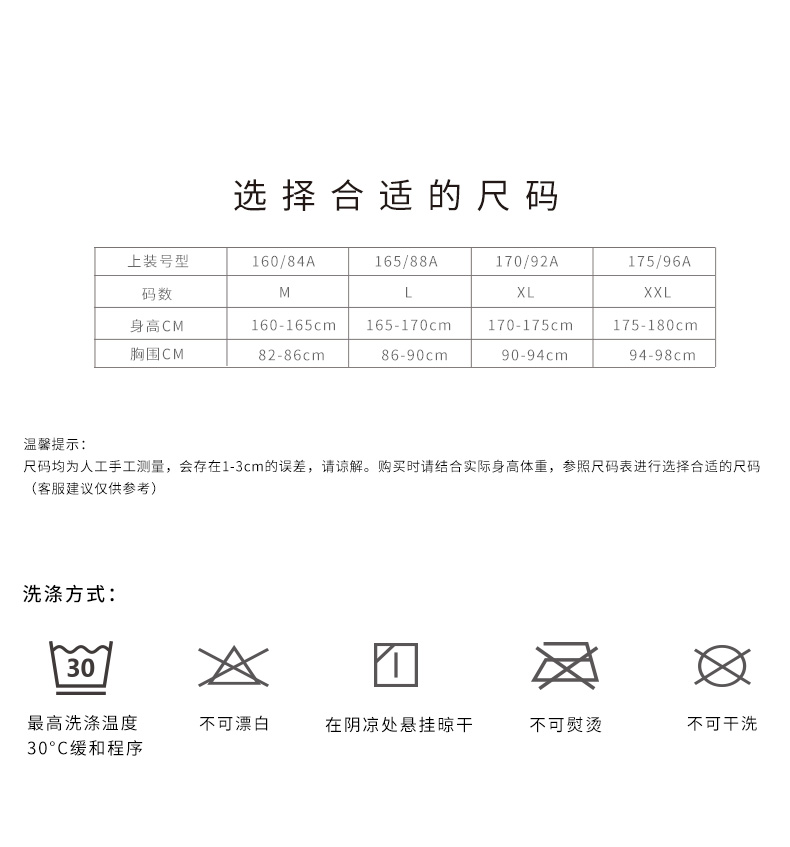 选择合适的尺码
上装号型 160/84A 165/88A 170/92A 175/96A
码数 M L XL XXL
身高CM 160-165cm 165-170cm 170-175cm 175-180cm
胸围CM 82-86cm 86-90cm 90-94cm 94-98cm
温馨提示：
尺码均为人工手工测量，会存在1-3cm的误差，请谅解。购买时请结合实际身高体重，参照尺码表进行选择合适的尺码
（客服建议仅供参考）
洗涤方式：
30
最高洗涤温度 不可漂白 在阴凉处悬挂晾干 不可熨烫 不可干洗
30°C缓和程序